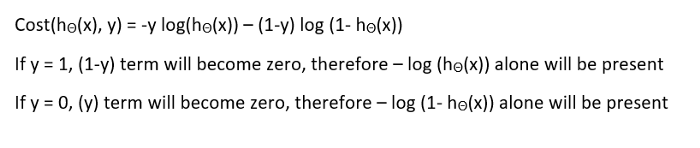 Cost(hΘ(x), y) = -y log(hΘ(x)) – (1-y) log (1- hΘ(x))
If y = 1, (1-y) term will become zero, therefore – log (hΘ(x)) alone will be present
If y = 0, (y) term will become zero, therefore – log (1- hΘ(x)) alone will be present